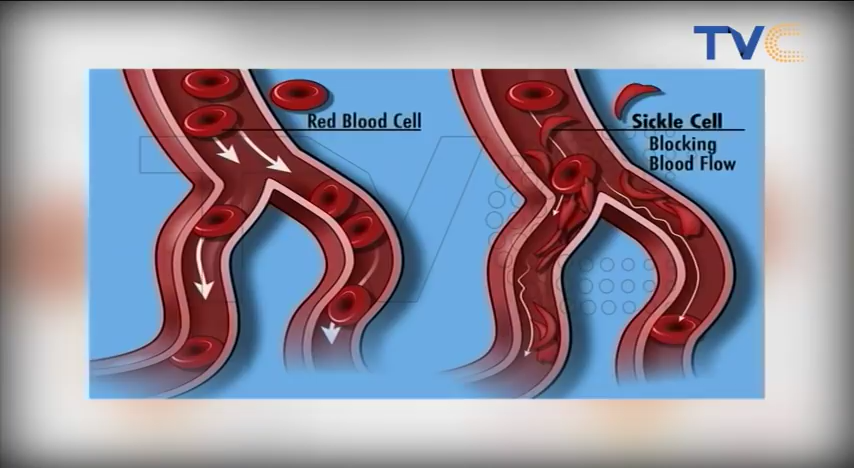 TVC
Red Blood Cell
Sickle Cell
Blocking
Blood Flow